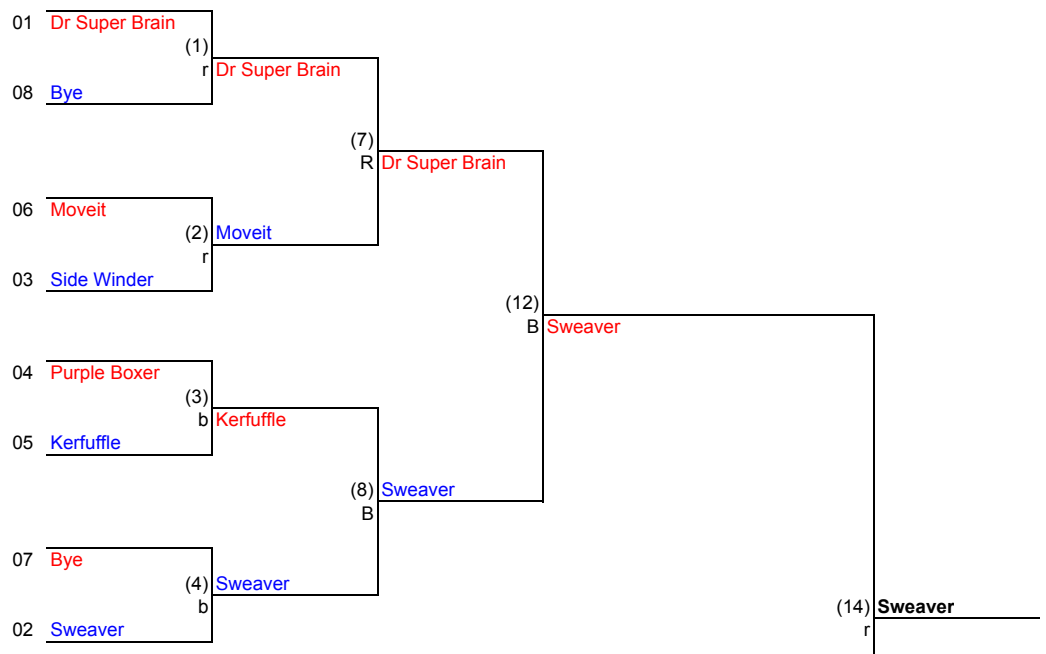 01 Dr Super Brain
(1)
r Dr Super Brain
08 Bye
(7)
R Dr Super Brain
06 Moveit
(2) Moveit
r
03 Side Winder
(12)
B Sweaver
04 Purple Boxer
(3)
b Kerfuffle
05 Kerfuffle
(8) Sweaver
B
07 Bye
(4) Sweaver
b
02 Sweaver
(14) Sweaver
r